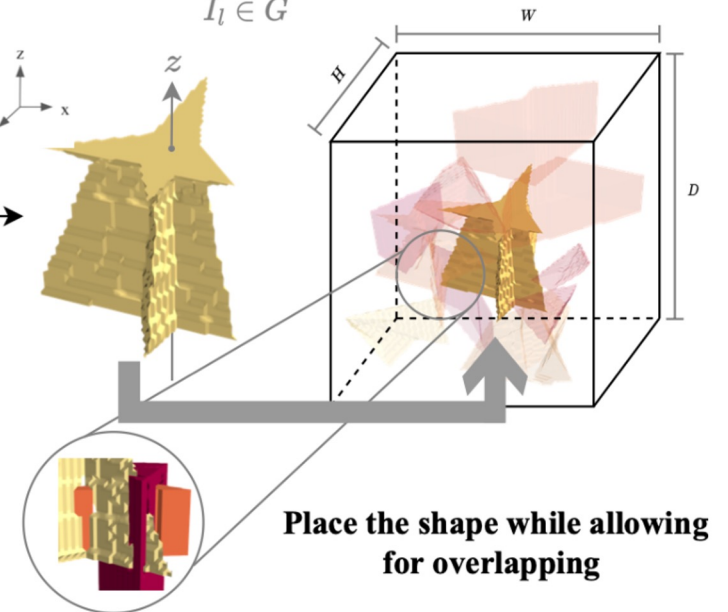 I_l ∈ G
W
H
z
z
x
D
Place the shape while allowing
for overlapping